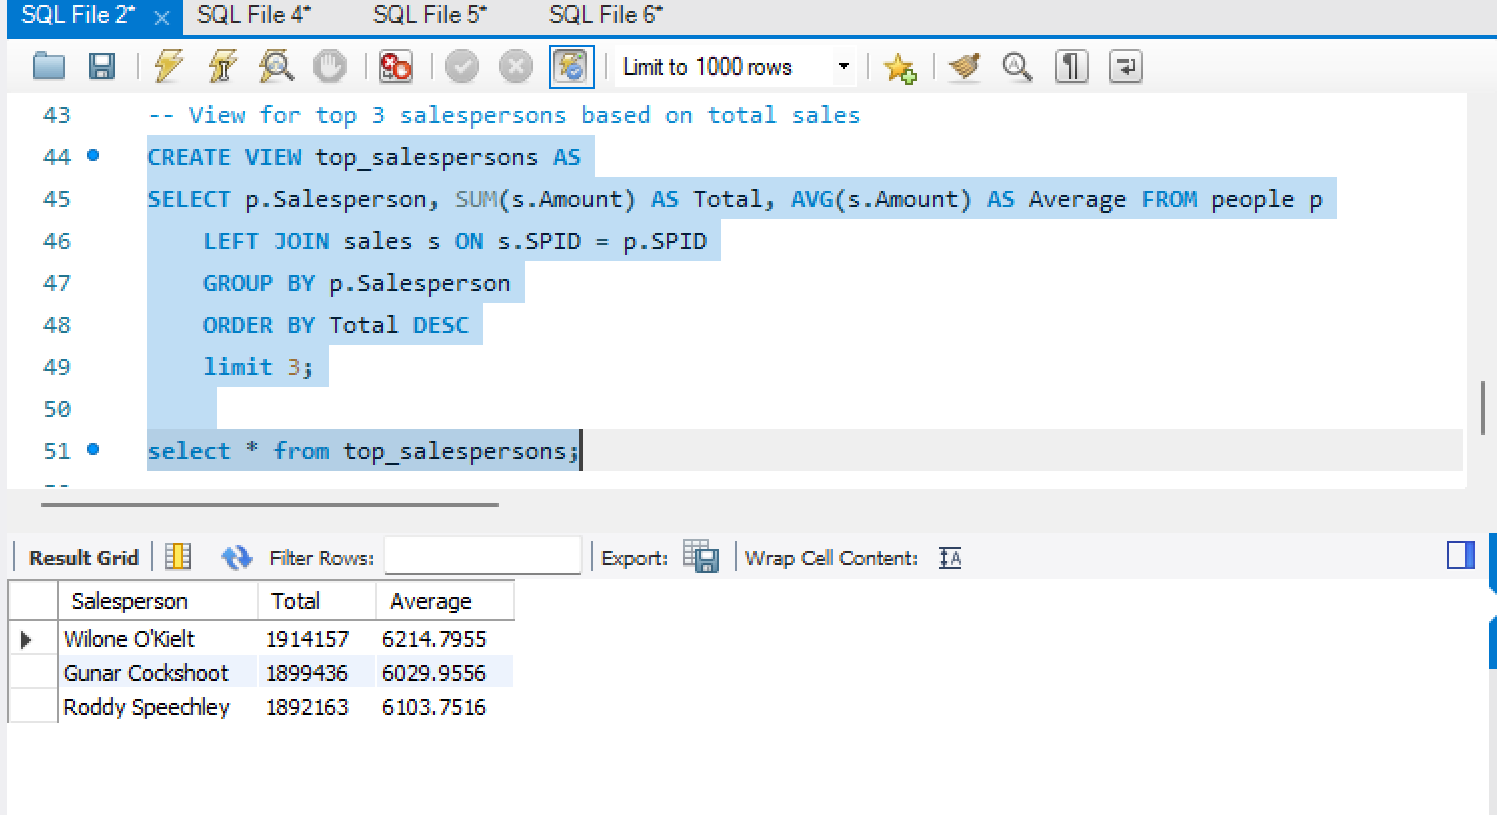 SQL File 2* SQL File 4* SQL File 5* SQL File 6*
Limit to 1000 rows
43 -- View for top 3 salespersons based on total sales
44 CREATE VIEW top_salespersons AS
45 SELECT p.Salesperson, SUM(s.Amount) AS Total, AVG(s.Amount) AS Average FROM people p
46 LEFT JOIN sales s ON s.SPID = p.SPID
47 GROUP BY p.Salesperson
48 ORDER BY Total DESC
49 limit 3;
50
51 select * from top_salespersons;
Result Grid Filter Rows: Export: Wrap Cell Content: IA
Salesperson Total Average
Wilone O'Kielt 1914157 6214.7955
Gunar Cockshoot 1899436 6029.9556
Roddy Speechley 1892163 6103.7516